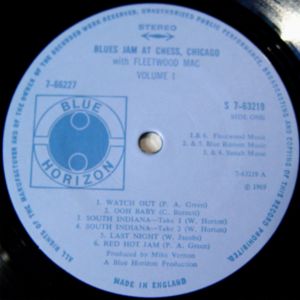 ALL RIGHTS OF THE MANUFACTURER AND OF THE OWNER OF THE RECORDED WORK RESERVED. UNAUTHORISED PUBLIC PERFORMANCE BROADCASTING AND COPYING OF THIS RECORD PROHIBITED.
STEREO
BLUES JAM AT CHESS, CHICAGO
with FLEETWOOD MAC
VOLUME 1
7-66227
S 7-63219
SIDE ONE
BLUE
HORIZON
1 & 6. Fleetwood Music
2. & 5. Blue Horizon Music
3. & 4. Music
7-63219 A
© 1969
1. WATCH OUT (P. A. Green)
2. OOH BABY (C. Burnett)
3. SOUTH INDIANA—Take 1 (W. Horton)
4. SOUTH INDIANA—Take 2 (W. Horton)
5. LAST NIGHT (W. Jacobs)
6. RED HOT JAM (P. A. Green)
Produced by Mike Vernon
A Blue Horizon Production
MADE IN ENGLAND